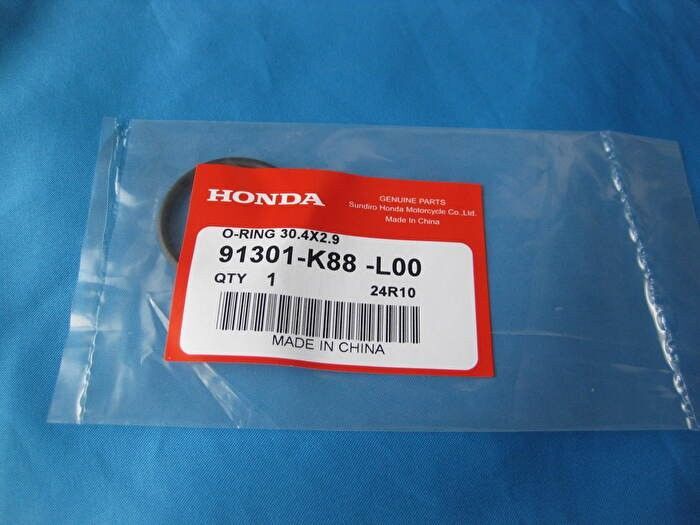 HONDA
GENUINE PARTS
Sundiro Honda Motorcycle Co.,Ltd.
Made In China
O-RING 30.4X2.9
91301-K88 -L00
QTY 1
24R10
MADE IN CHINA